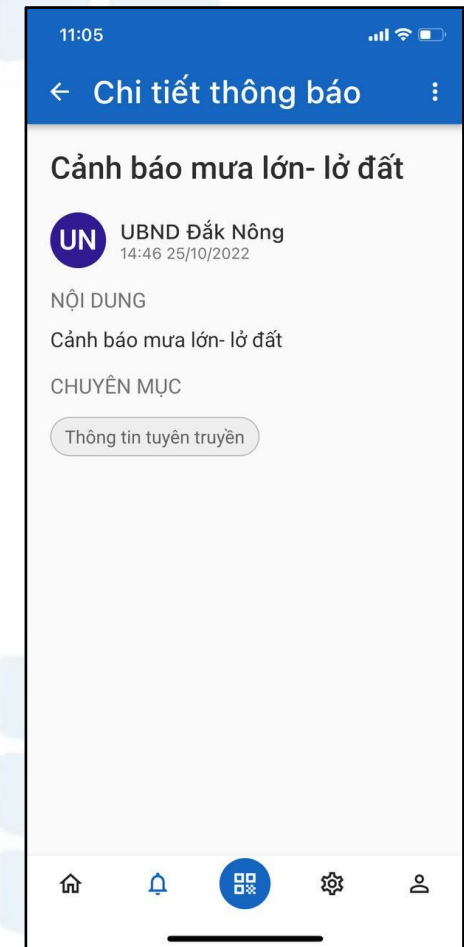 11:05
Chi tiết thông báo
Cảnh báo mưa lớn- lở đất
UN
UBND Đắk Nông
14:46 25/10/2022
NỘI DUNG
Cảnh báo mưa lớn- lở đất
CHUYÊN MỤC
Thông tin tuyên truyền